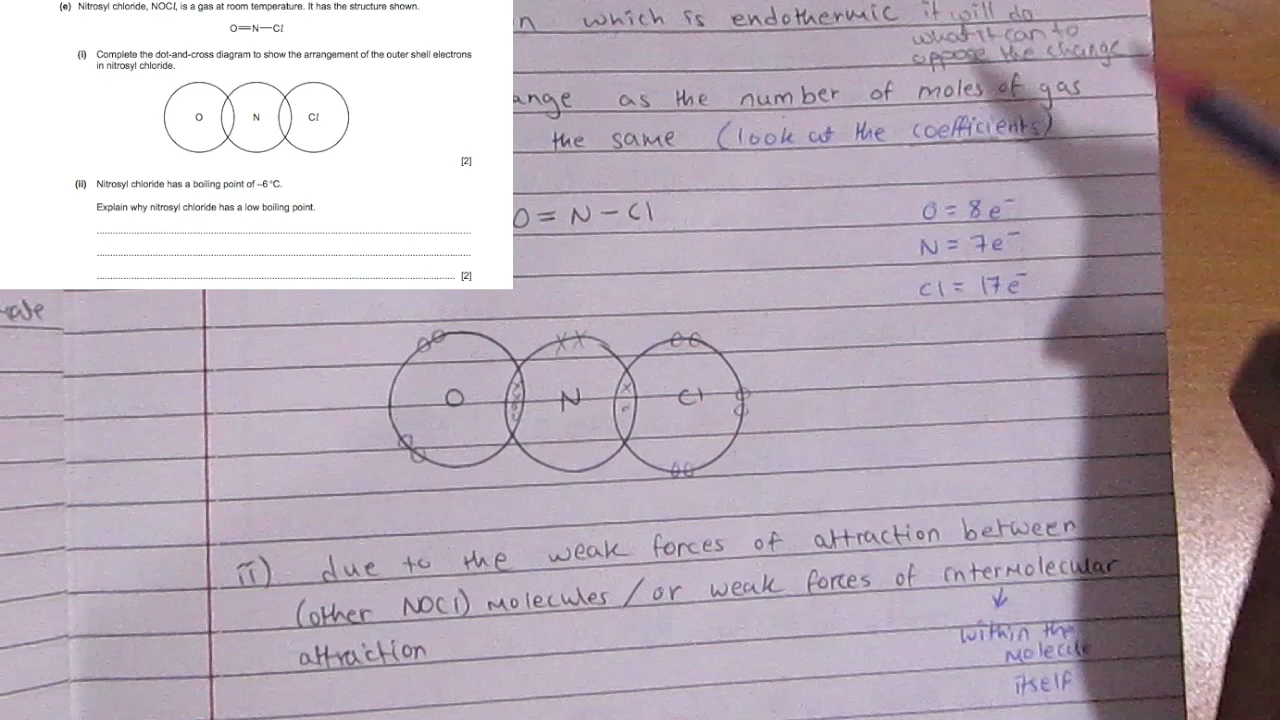 (e) Nitrosyl chloride, NOCl, is a gas at room temperature. It has the structure shown.
O=N—Cl
(i) Complete the dot-and-cross diagram to show the arrangement of the outer shell electrons
in nitrosyl chloride.
O N Cl
[2]
(ii) Nitrosyl chloride has a boiling point of –6°C.
Explain why nitrosyl chloride has a low boiling point.
[2]
n which is endothermic it will do
what it can to
oppose the change
ange as the number of moles of gas
the same (look at the coefficients)
O = N - Cl
O = 8e⁻
N = 7e⁻
Cl = 17e⁻
O N Cl
ii) due to the weak forces of attraction between
(other NOCl) molecules / or weak forces of intermolecular
attraction
within the
molecule
itself